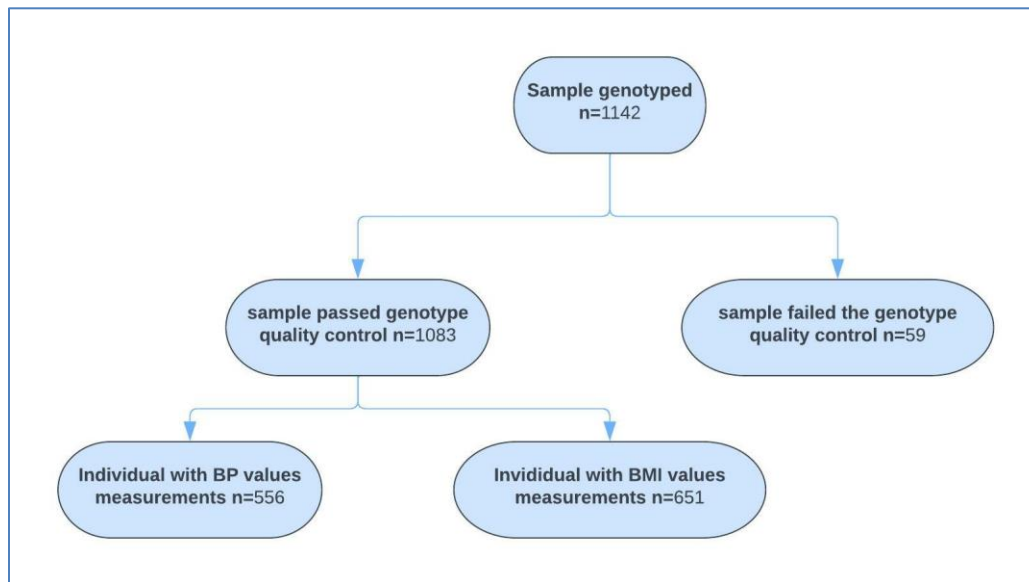 Sample genotyped
n=1142
sample passed genotype
quality control n=1083
sample failed the genotype
quality control n=59
Individual with BP values
measurements n=556
Invididual with BMI values
measurements n=651